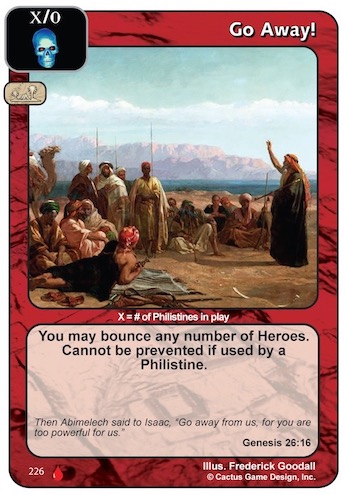 X/0
Go Away!
X = # of Philistines in play
You may bounce any number of Heroes.
Cannot be prevented if used by a
Philistine.
Then Abimelech said to Isaac, “Go away from us, for you are
too powerful for us.”
Genesis 26:16
226
Illus. Frederick Goodall
© Cactus Game Design, Inc.